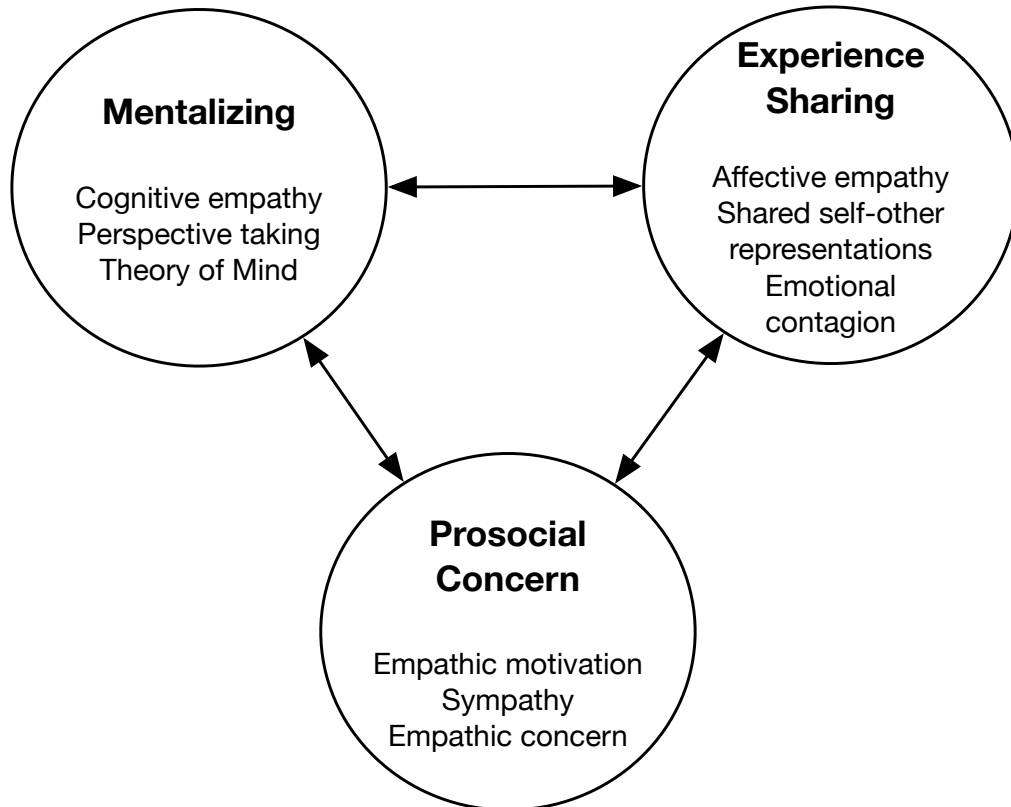 Mentalizing
Cognitive empathy
Perspective taking
Theory of Mind
Experience
Sharing
Affective empathy
Shared self-other
representations
Emotional
contagion
Prosocial
Concern
Empathic motivation
Sympathy
Empathic concern